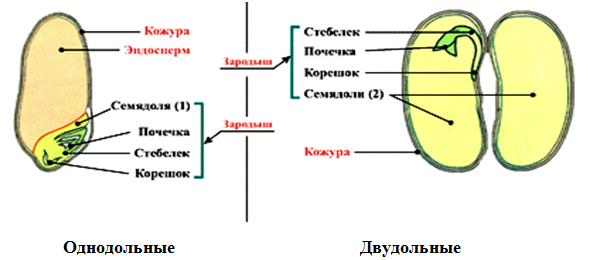 Кожура
Эндосперм
Семядоля (1)
Почечка
Стебелек
Корешок
Зародыш
Зародыш
Стебелек
Почечка
Корешок
Семядоли (2)
Кожура
Однодольные
Двудольные